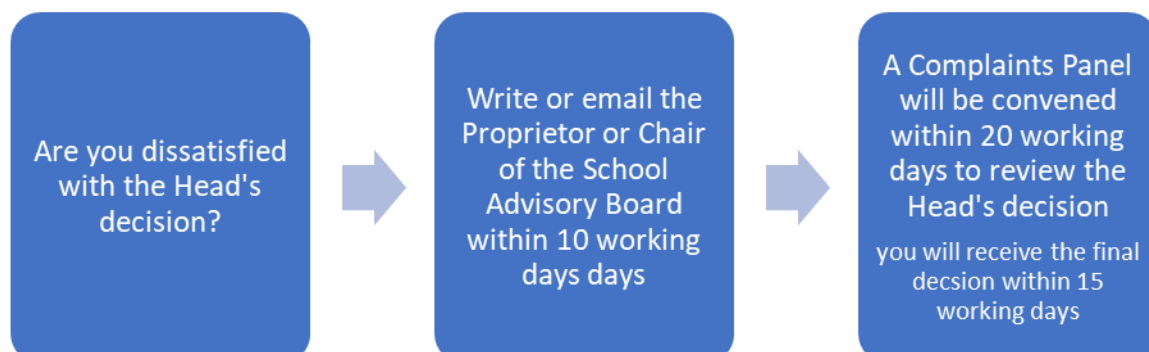 Are you dissatisfied
with the Head's
decision?
Write or email the
Proprietor or Chair
of the School
Advisory Board
within 10 working
days days
A Complaints Panel
will be convened
within 20 working
days to review the
Head's decision
you will receive the final
decsion within 15
working days